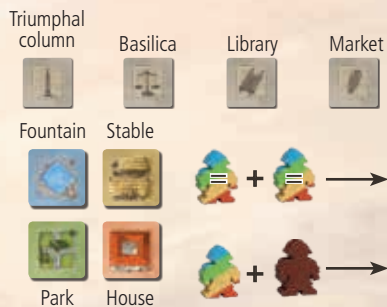 Triumphal
column
Basilica
Library
Market
Fountain
Stable
= + =
+
Park
House